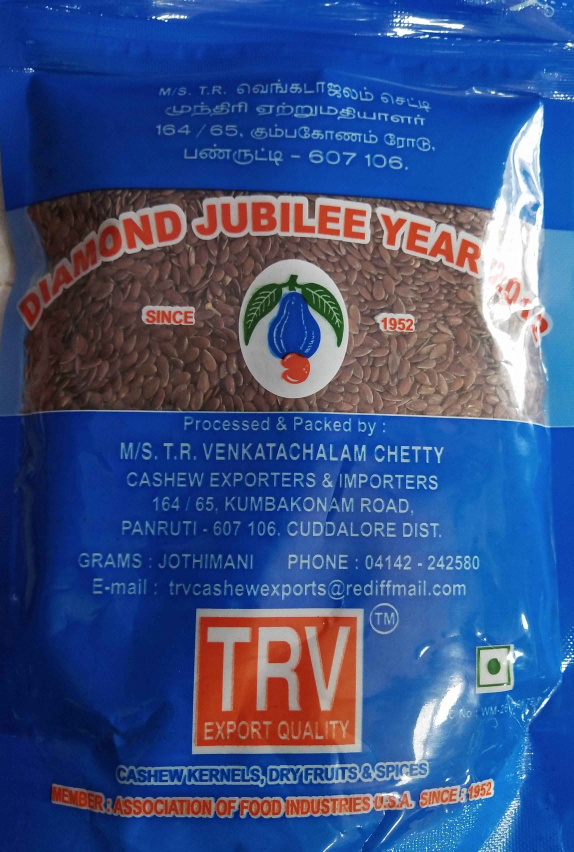 M/S. T.R. வெங்கடாஜலம் செட்டி
முந்திரி ஏற்றுமதியாளர்
164 / 65, கும்பகோணம் ரோடு,
பண்ருட்டி – 607 106.
DIAMOND JUBILEE YEAR
SINCE 1952
Processed & Packed by :
M/S. T.R. VENKATACHALAM CHETTY
CASHEW EXPORTERS & IMPORTERS
164 / 65, KUMBAKONAM ROAD,
PANRUTI - 607 106. CUDDALORE DIST.
GRAMS : JOTHIMANI PHONE : 04142 - 242580
E-mail : trvcashewexports@rediffmail.com
TRV TM
EXPORT QUALITY
CASHEW KERNELS, DRY FRUITS & SPICES
MEMBER : ASSOCIATION OF FOOD INDUSTRIES U.S.A. SINCE : 1952